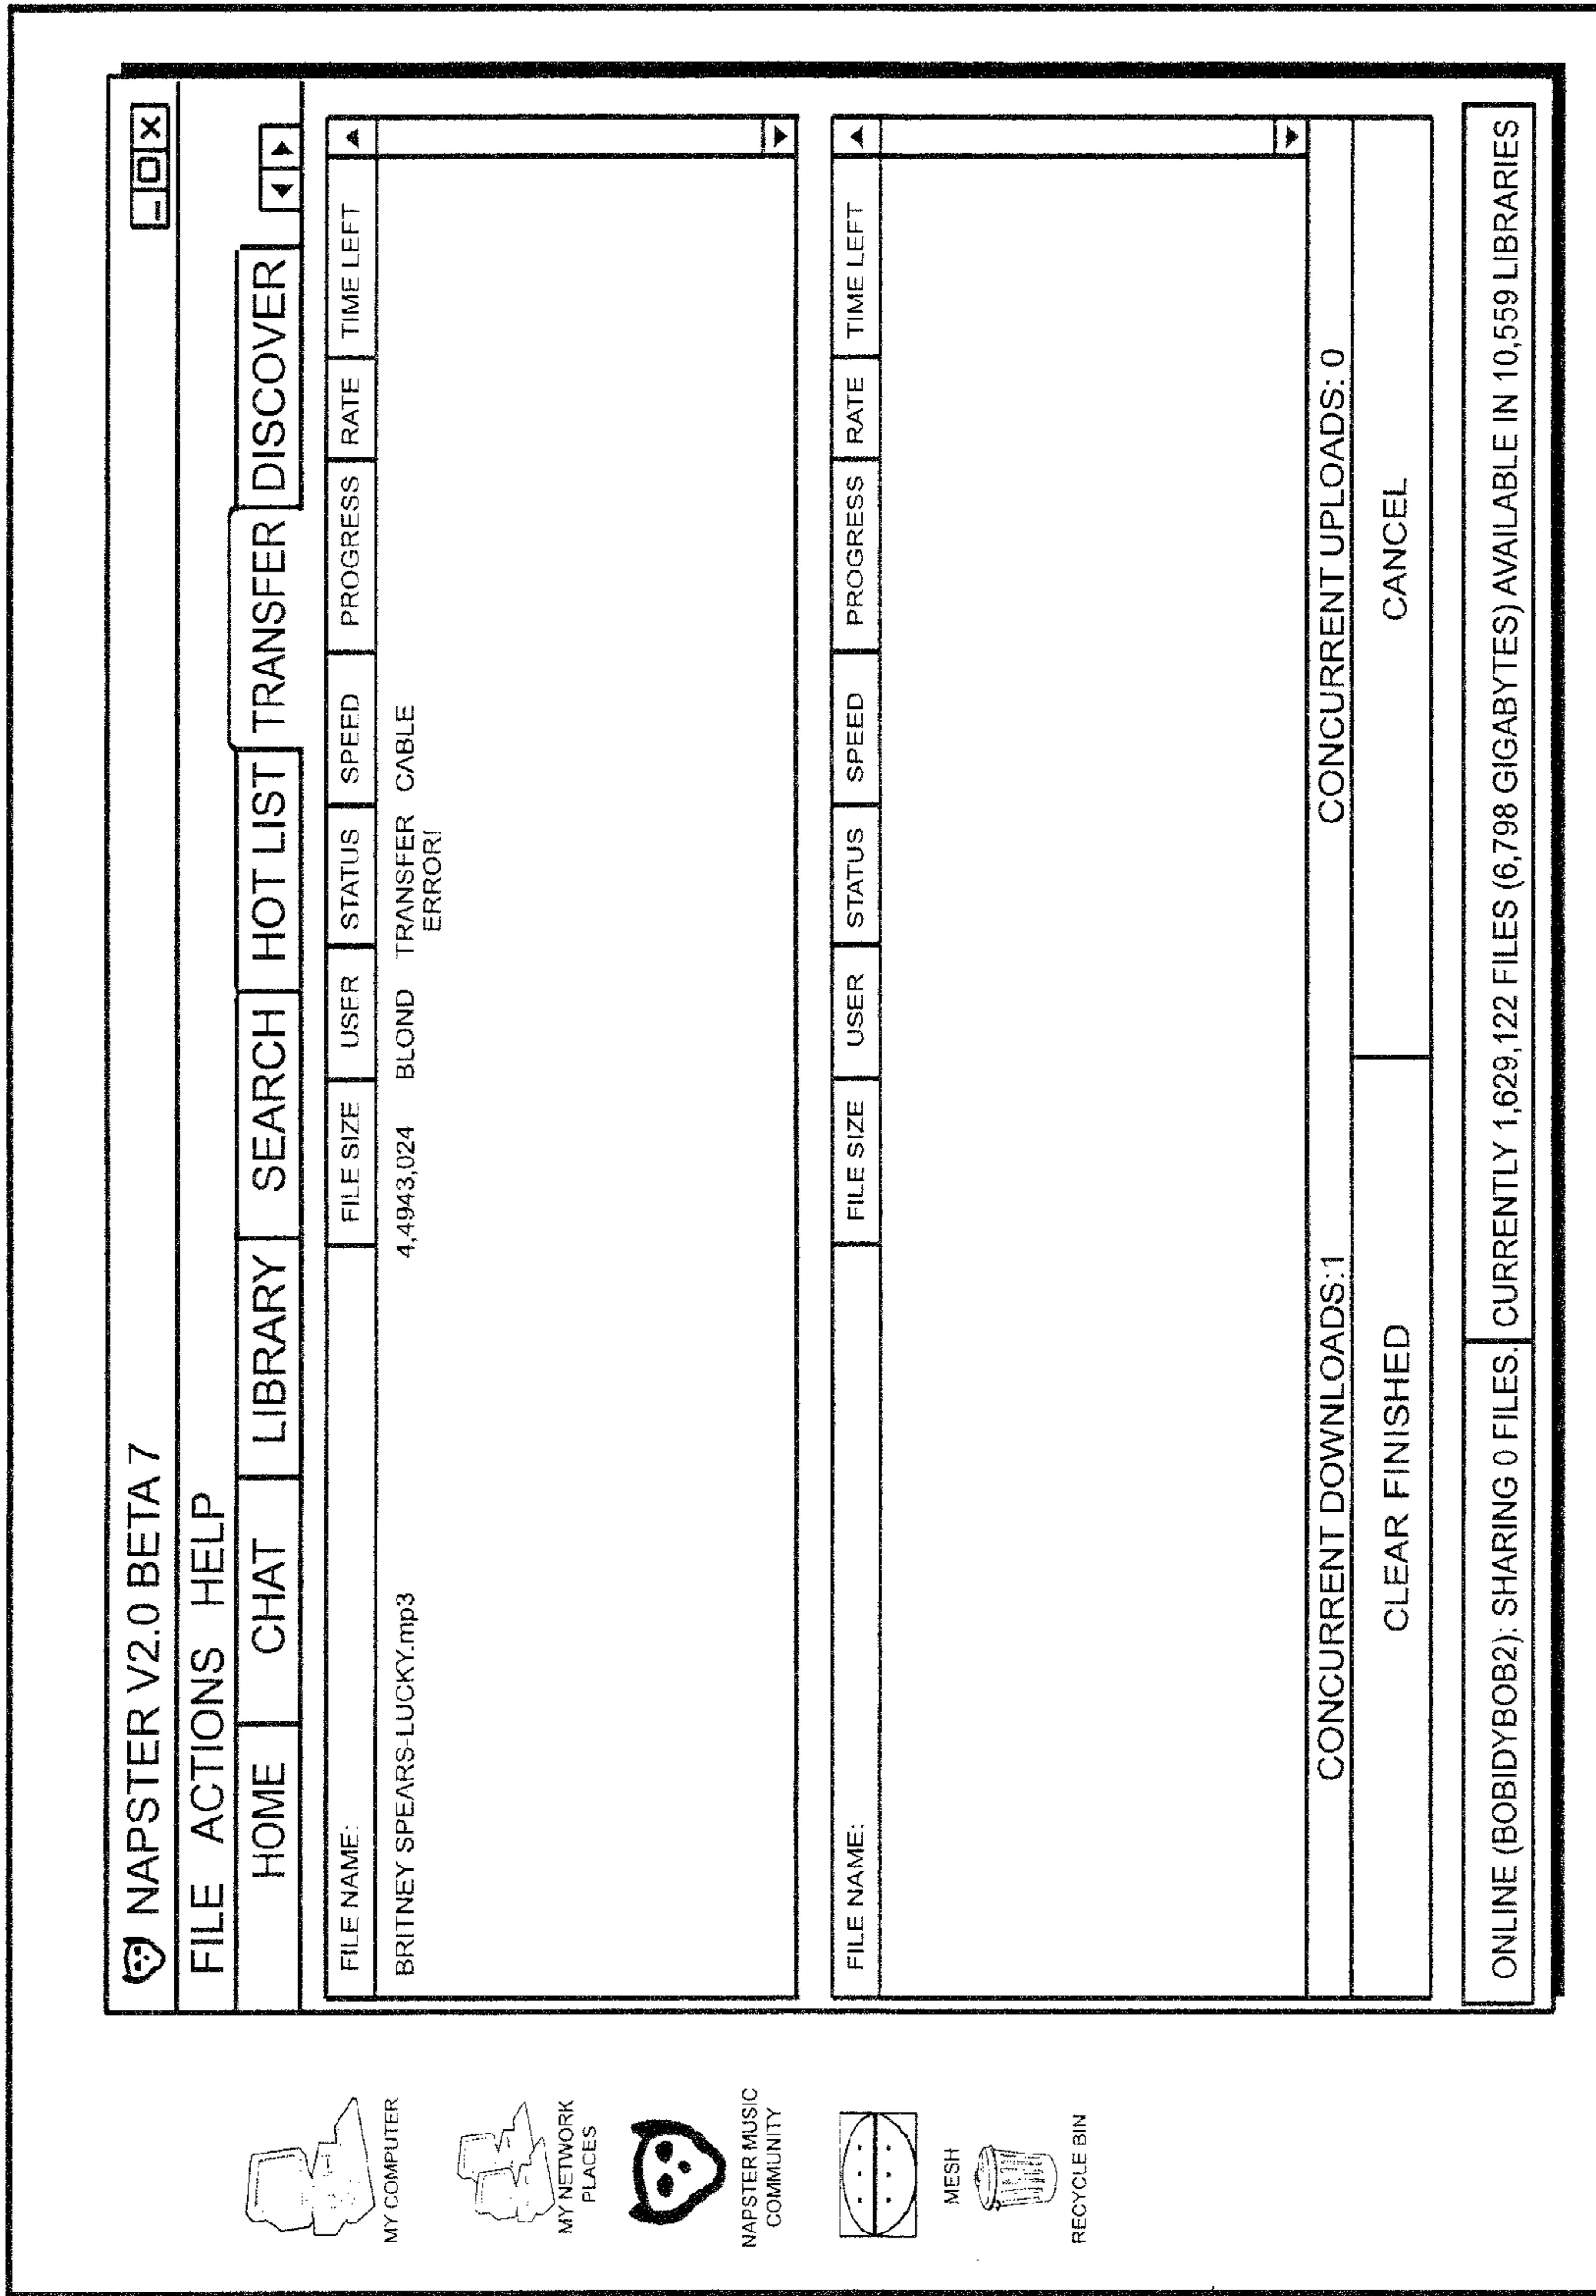 NAPSTER V2.0 BETA 7
FILE ACTIONS HELP
HOME CHAT LIBRARY SEARCH HOT LIST TRANSFER DISCOVER
FILE NAME: FILE SIZE USER STATUS SPEED PROGRESS RATE TIME LEFT
BRITNEY SPEARS-LUCKY.mp3 4,4943,024 BLOND TRANSFER CABLE
ERROR!
FILE NAME: FILE SIZE USER STATUS SPEED PROGRESS RATE TIME LEFT
CONCURRENT DOWNLOADS:1 CONCURRENT UPLOADS: 0
CLEAR FINISHED CANCEL
ONLINE (BOBIDYBOB2): SHARING 0 FILES. CURRENTLY 1,629,122 FILES (6,798 GIGABYTES) AVAILABLE IN 10,559 LIBRARIES
MY COMPUTER
MY NETWORK
PLACES
NAPSTER MUSIC
COMMUNITY
MESH
RECYCLE BIN